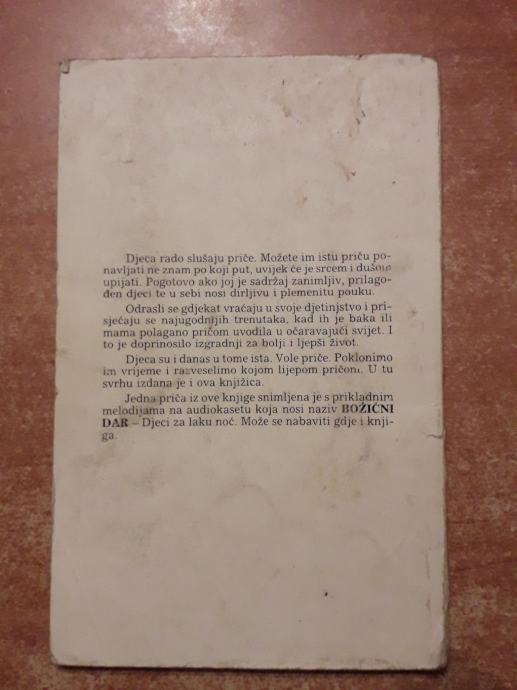 Djeca rado slušaju priče. Možete im istu priču po-
navljati ne znam po koji put, uvijek će je srcem i dušom
upijati. Pogotovo ako joj je sadržaj zanimljiv, prilago-
đen djeci te u sebi nosi dirljivu i plemenitu pouku.
Odrasli se gdjekat vraćaju u svoje djetinjstvo i pri-
sjećaju se najugodnijih trenutaka, kad ih je baka ili
mama polagano pričom uvodila u očaravajući svijet. I
to je doprinosilo izgradnji za bolji i ljepši život.
Djeca su i danas u tome ista. Vole priče. Poklonimo
im vrijeme i razveselimo kojom lijepom pričom. U tu
svrhu izdana je i ova knjižica.
Jedna priča iz ove knjige snimljena je s prikladnim
melodijama na audiokasetu koja nosi naziv BOŽIĆNI
DAR – Djeci za laku noć. Može se nabaviti gdje i knji-
ga.